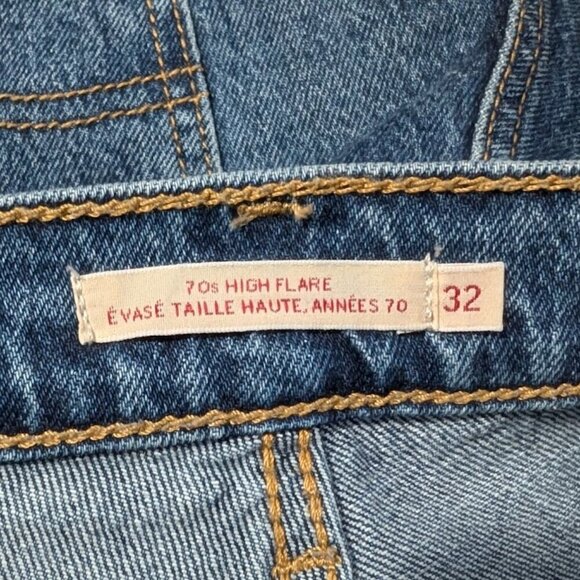 70s HIGH FLARE
ÉVASÉ TAILLE HAUTE, ANNÉES 70
32